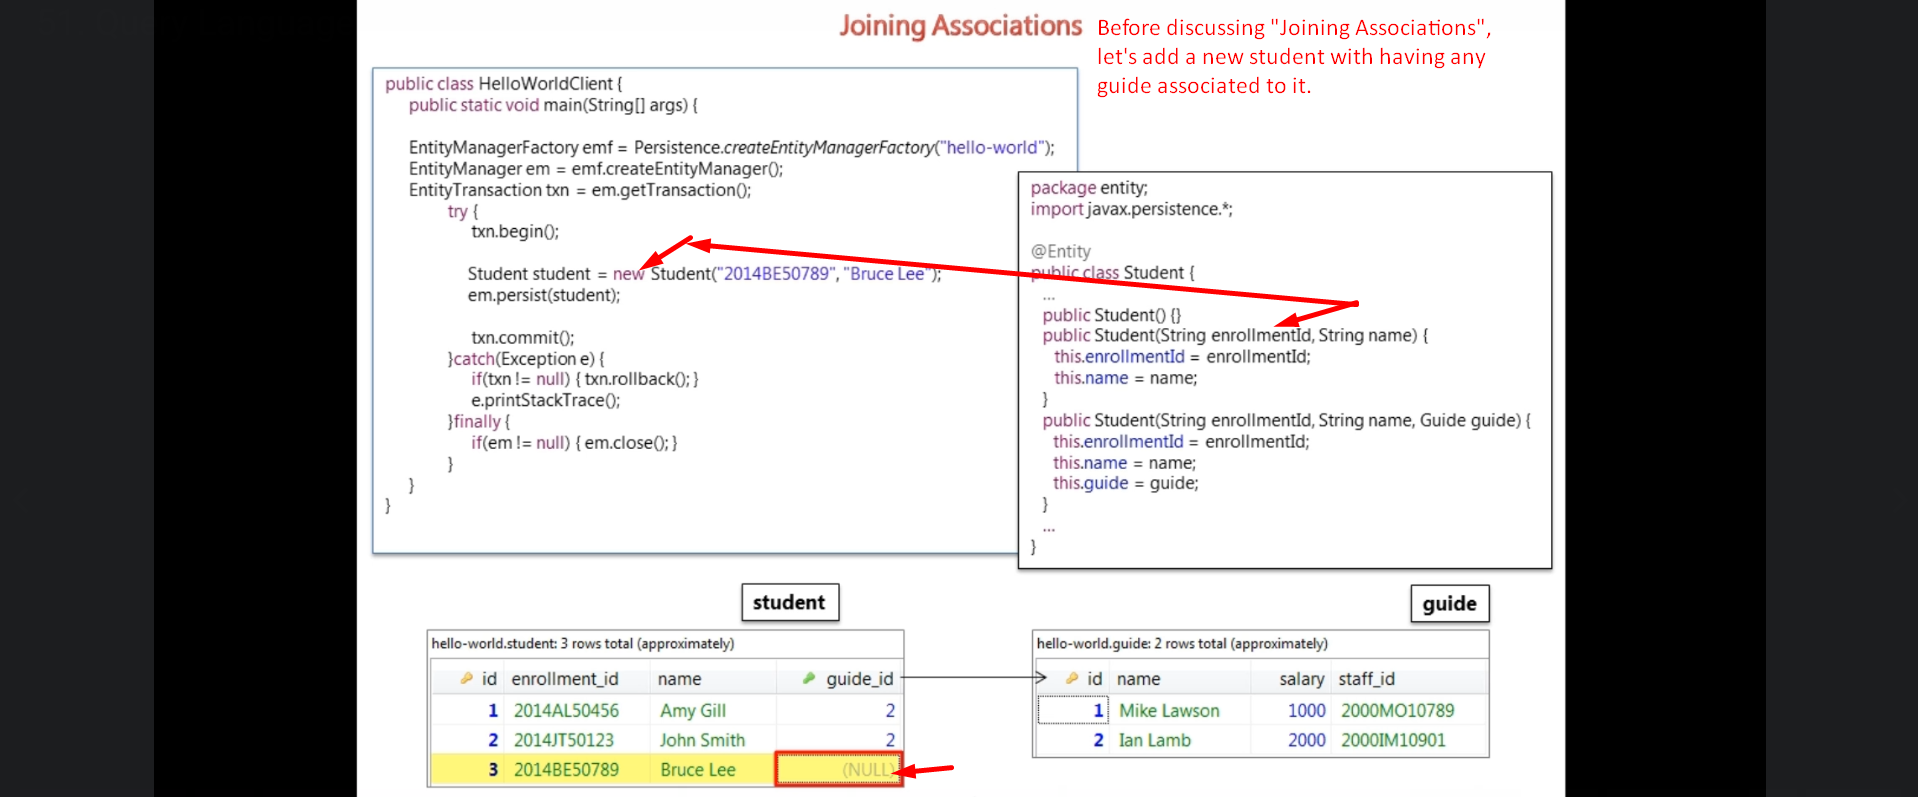 Joining Associations
Before discussing "Joining Associations",
let's add a new student with having any
guide associated to it.
public class HelloWorldClient {
public static void main(String[] args) {
EntityManagerFactory emf = Persistence.createEntityManagerFactory("hello-world");
EntityManager em = emf.createEntityManager();
EntityTransaction txn = em.getTransaction();
try {
txn.begin();
Student student = new Student("2014BE50789", "Bruce Lee");
em.persist(student);
txn.commit();
}catch(Exception e) {
if(txn != null) { txn.rollback(); }
e.printStackTrace();
}finally {
if(em != null) { em.close(); }
}
}
}
package entity;
import javax.persistence.*;
@Entity
public class Student {
...
public Student() {}
public Student(String enrollmentId, String name) {
this.enrollmentId = enrollmentId;
this.name = name;
}
public Student(String enrollmentId, String name, Guide guide) {
this.enrollmentId = enrollmentId;
this.name = name;
this.guide = guide;
}
...
}
student
hello-world.student: 3 rows total (approximately)
id enrollment_id name guide_id
1 2014AL50456 Amy Gill 2
2 2014JT50123 John Smith 2
3 2014BE50789 Bruce Lee (NULL)
guide
hello-world.guide: 2 rows total (approximately)
id name salary staff_id
1 Mike Lawson 1000 2000MO10789
2 Ian Lamb 2000 2000IM10901